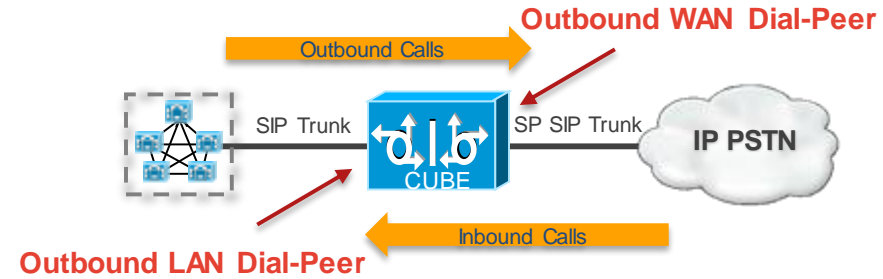 Outbound WAN Dial-Peer
Outbound Calls
SIP Trunk
CUBE
SP SIP Trunk
IP PSTN
Inbound Calls
Outbound LAN Dial-Peer